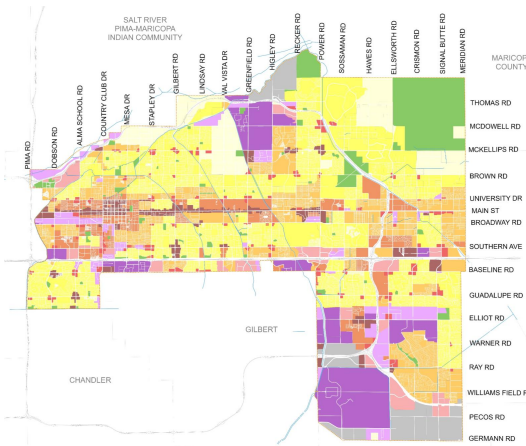 SALT RIVER
PIMA-MARICOPA
INDIAN COMMUNITY
PIMA RD
DOBSON RD
ALMA SCHOOL RD
COUNTRY CLUB DR
MESA DR
STAPLEY DR
GILBERT RD
LINDSAY RD
VAL VISTA DR
GREENFIELD RD
HIGLEY RD
RECKER RD
POWER RD
SOSSAMAN RD
HAWES RD
ELLSWORTH RD
CRISMON RD
SIGNAL BUTTE RD
MERIDIAN RD
MARICOP
COUNTY
THOMAS RD
MCDOWELL RD
MCKELLIPS RD
BROWN RD
UNIVERSITY DR
MAIN ST
BROADWAY RD
SOUTHERN AVE
BASELINE RD
GUADALUPE RD
ELLIOT RD
WARNER RD
RAY RD
WILLIAMS FIELD R
PECOS RD
GERMANN RD
GILBERT
CHANDLER